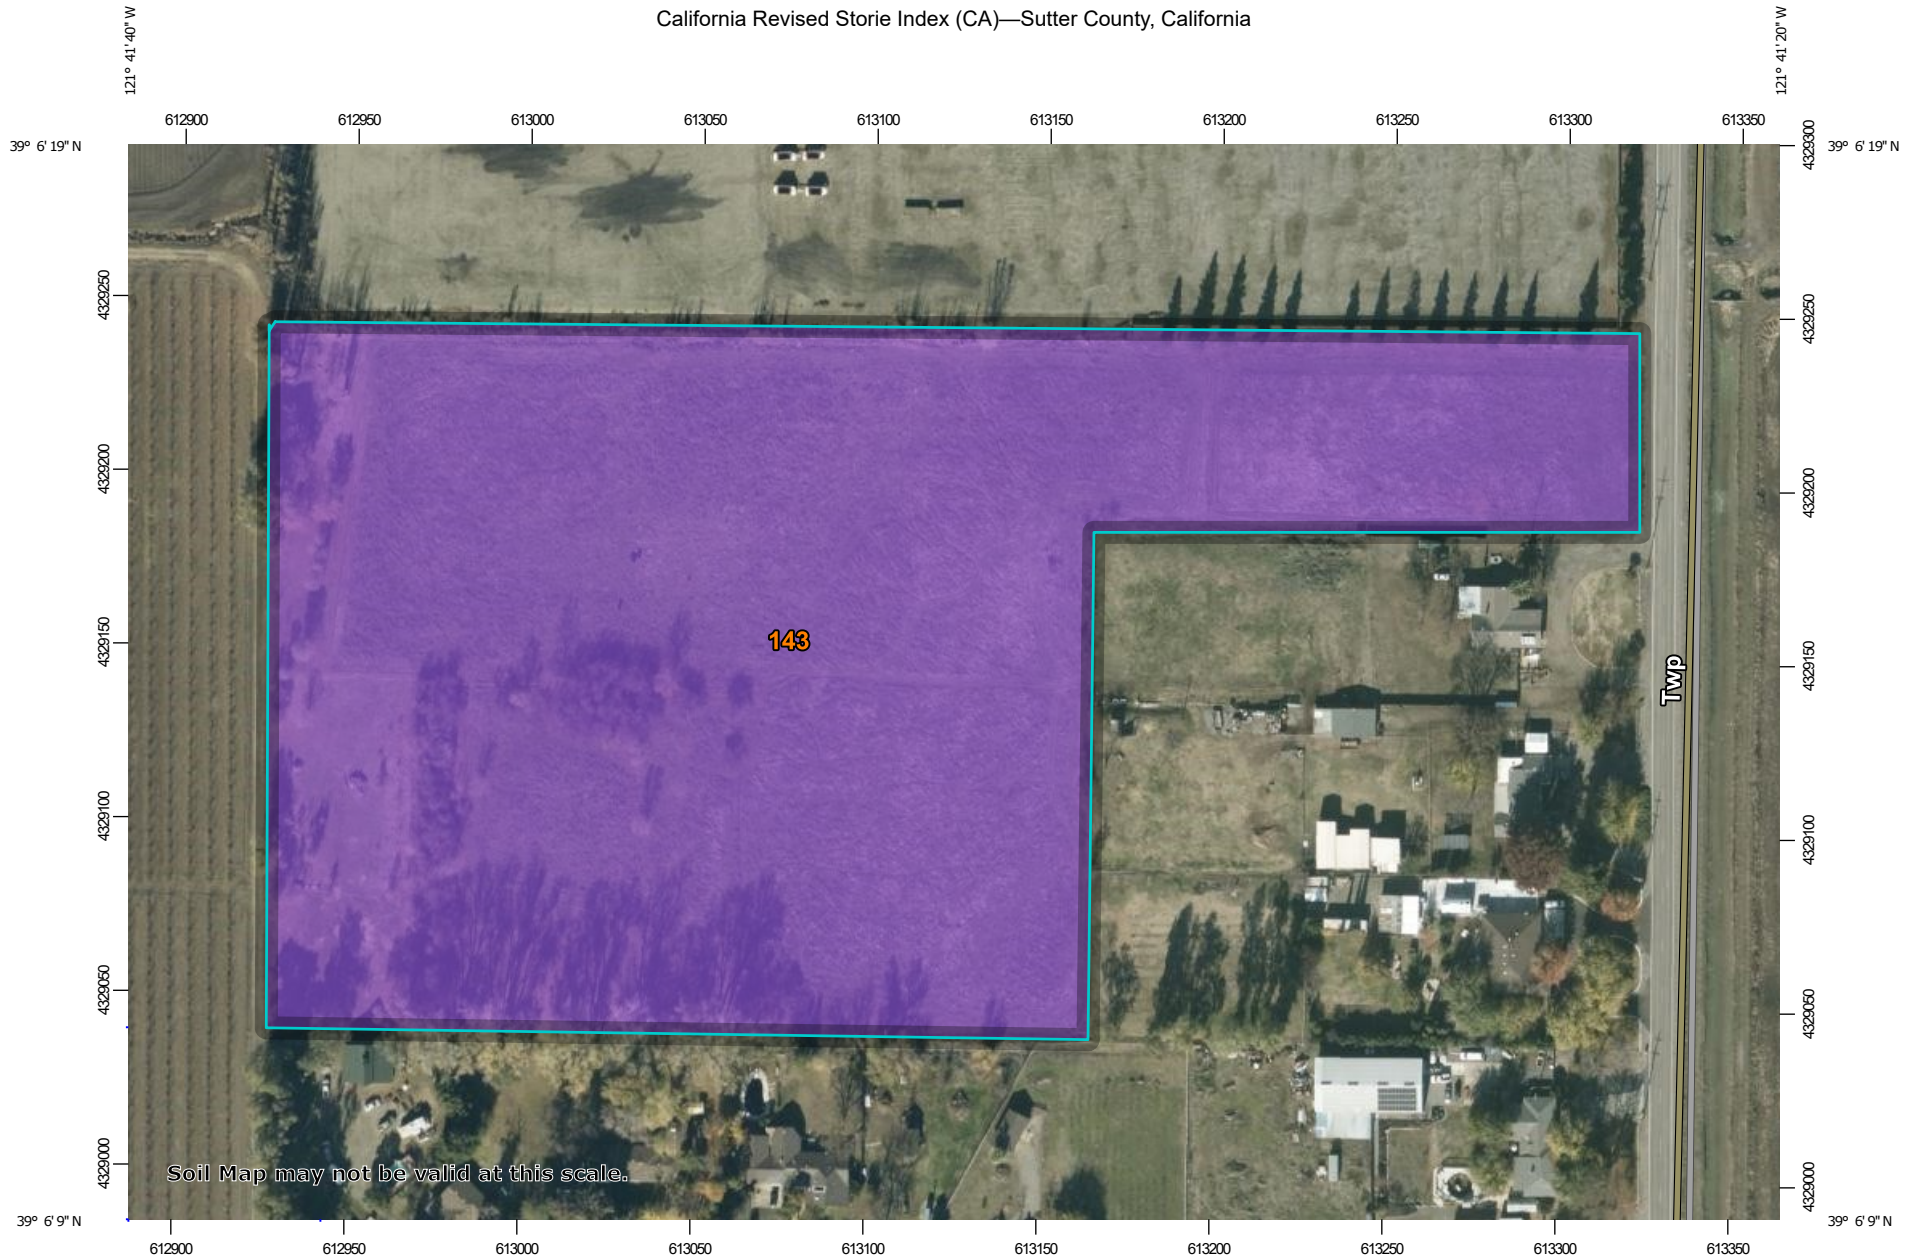 California Revised Storie Index (CA)—Sutter County, California
121° 41' 40" W
121° 41' 20" W
612900 612950 613000 613050 613100 613150 613200 613250 613300 613350
39° 6' 19" N
39° 6' 19" N
4329300
4329250
4329250
4329200
4329200
143
4329150
4329150
Twp
4329100
4329100
4329050
4329050
4329000
4329000
Soil Map may not be valid at this scale.
39° 6' 9" N
39° 6' 9" N
612900 612950 613000 613050 613100 613150 613200 613250 613300 613350